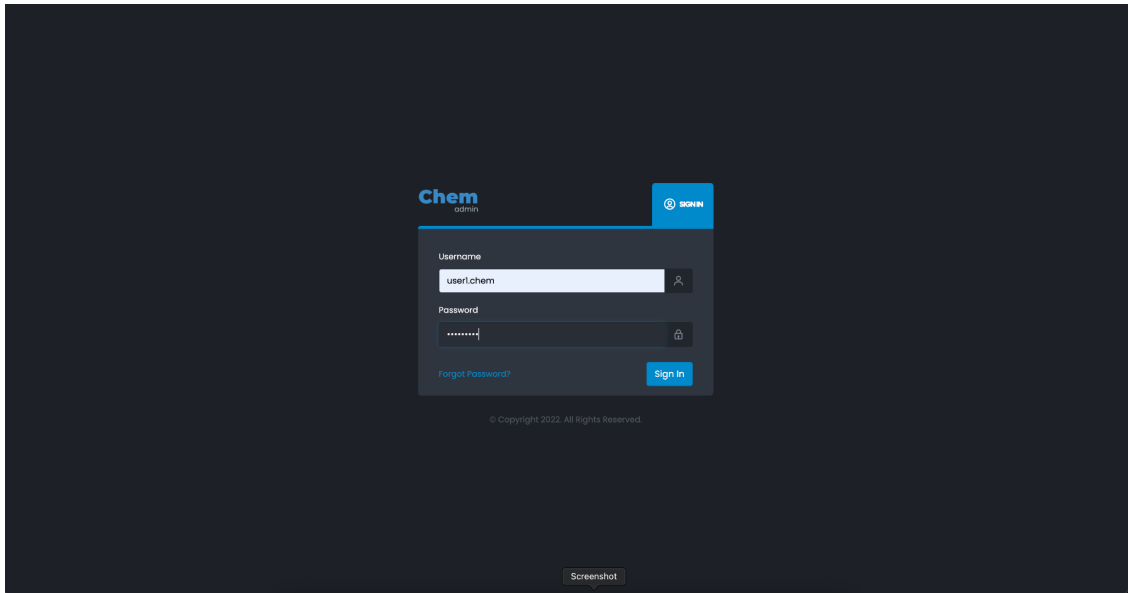 Chem
admin
SIGN IN
Username
user1.chem
Password
•••••••••
Forgot Password?
Sign In
© Copyright 2022. All Rights Reserved.
Screenshot